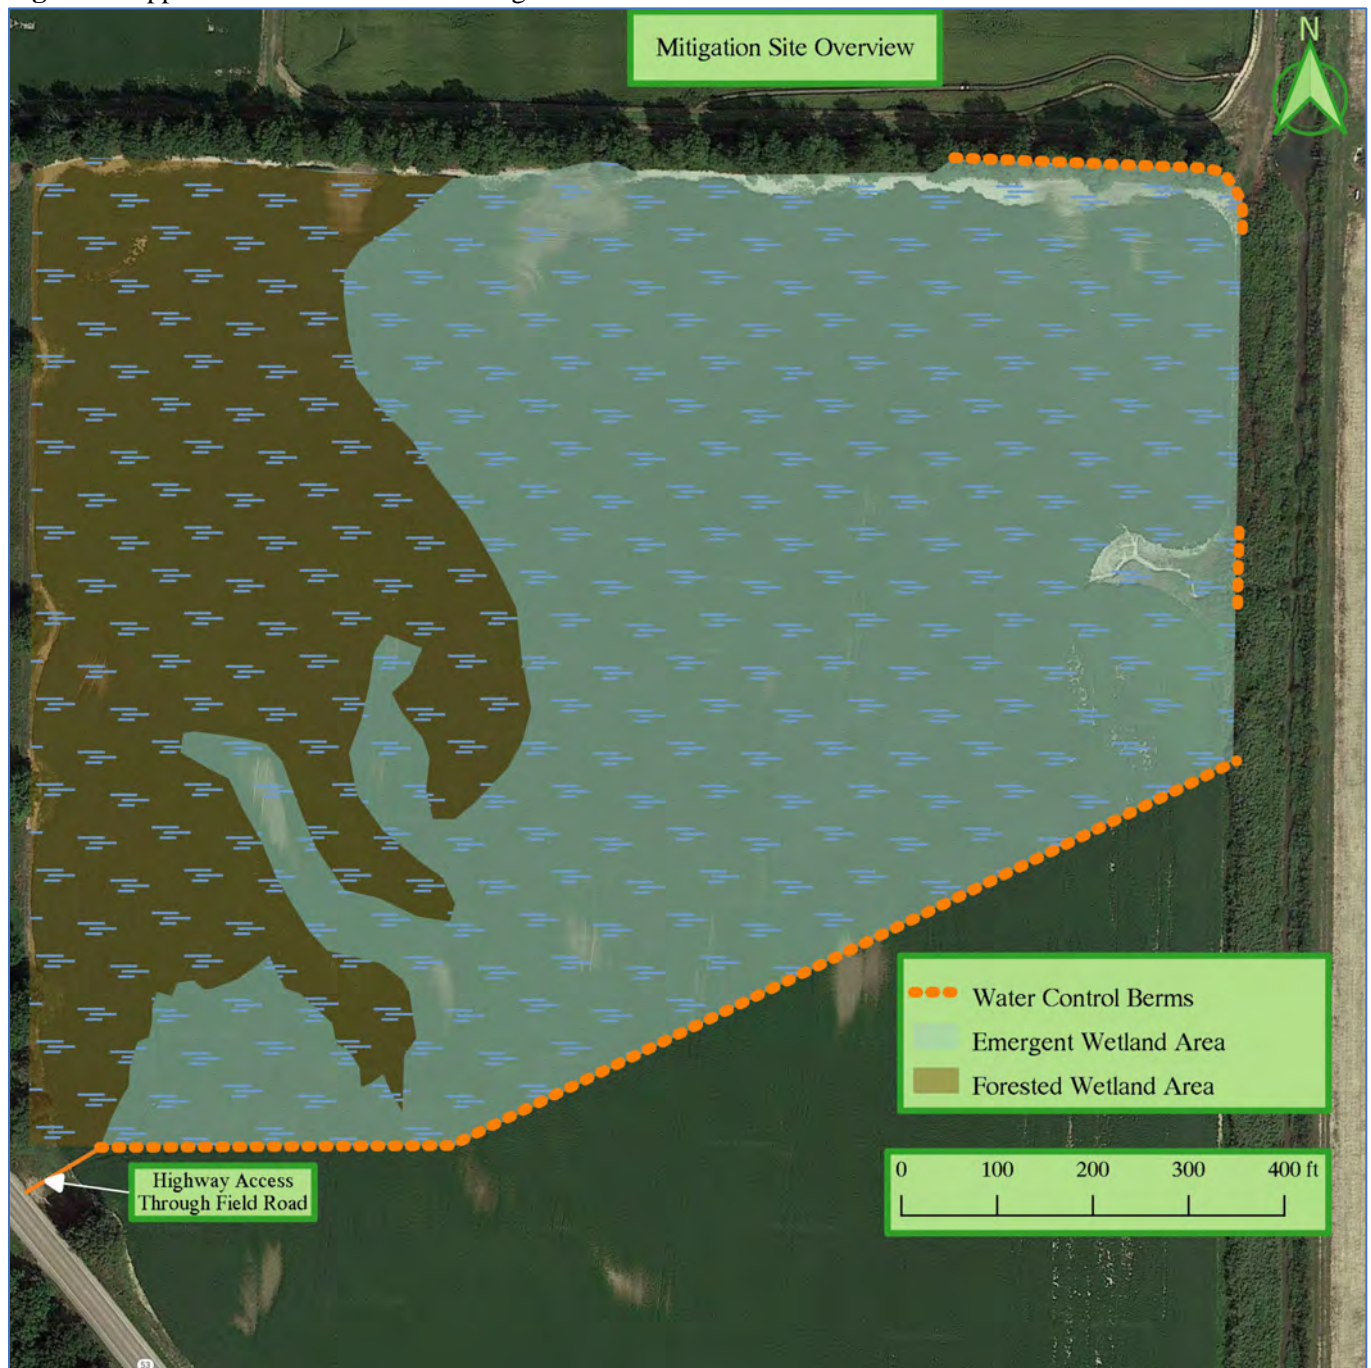 Mitigation Site Overview
N
Water Control Berms
Emergent Wetland Area
Forested Wetland Area
0 100 200 300 400 ft
Highway Access
Through Field Road
53